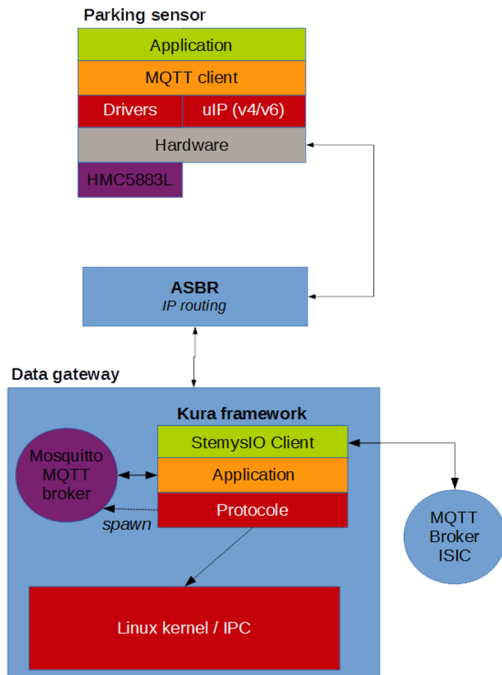 Parking sensor
Application
MQTT client
Drivers
uIP (v4/v6)
Hardware
HMC5883L
ASBR
IP routing
Data gateway
Kura framework
StemysIO Client
Mosquitto
MQTT
broker
Application
Protocole
spawn
MQTT
Broker
ISIC
Linux kernel / IPC